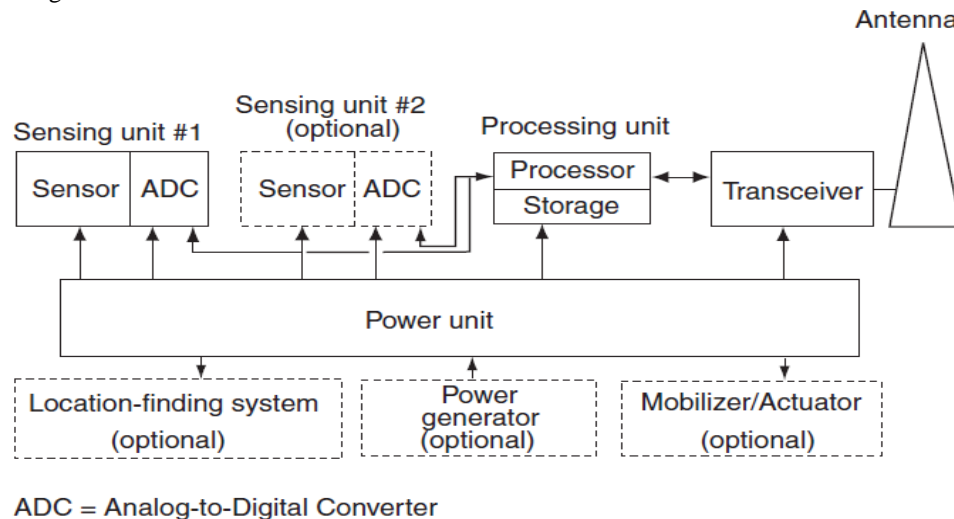 Antenna
Sensing unit #2
(optional)
Sensing unit #1
Processing unit
Sensor
ADC
Sensor
ADC
Processor
Storage
Transceiver
Power unit
Location-finding system
(optional)
Power
generator
(optional)
Mobilizer/Actuator
(optional)
ADC = Analog-to-Digital Converter